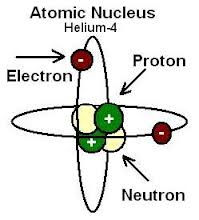 Atomic Nucleus
Helium-4
-
Proton
Electron
+
-
+
Neutron